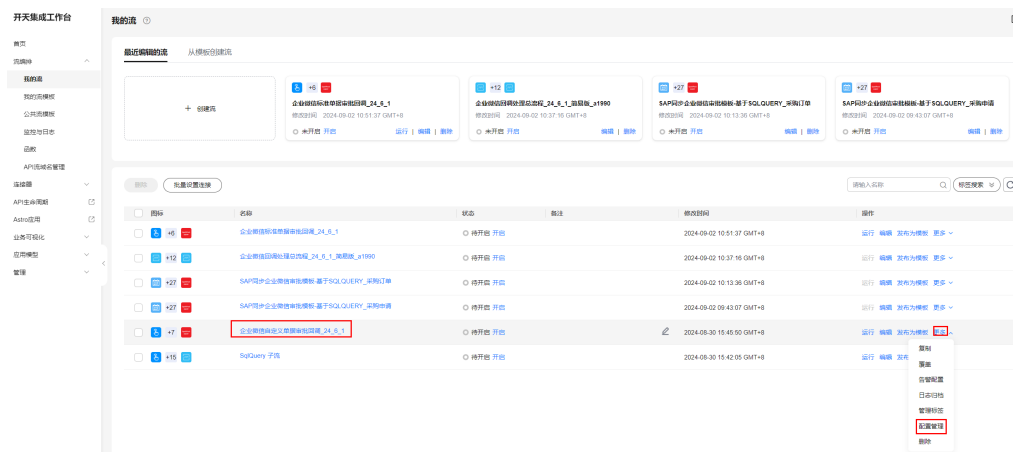 开天集成工作台
我的流
首页
流编排
我的流
我的流模板
公共流模板
监控与日志
函数
API流域名管理
连接器
API生命周期
Astro应用
业务可视化
应用模型
管理
最近编辑的流 从模板创建流
+ 创建流
+6
企业微信标准单据审批回调_24_6_1
修改时间 2024-09-02 10:51:37 GMT+8
未开启 开启 运行 | 编辑 | 删除
+12
企业微信回调处理总流程_24_6_1_简易版_a1990
修改时间 2024-09-02 10:37:16 GMT+8
未开启 开启 编辑 | 删除
+27
SAP同步企业微信审批模板-基于SQLQUERY_采购订单
修改时间 2024-09-02 10:13:36 GMT+8
未开启 开启 编辑 | 删除
+27
SAP同步企业微信审批模板-基于SQLQUERY_采购申请
修改时间 2024-09-02 09:43:07 GMT+8
未开启 开启 编辑 | 删除
删除 批量设置连接 请输入名称 标签搜索
图标 名称 状态 备注 修改时间 操作
+6 企业微信标准单据审批回调_24_6_1 待开启 开启 2024-09-02 10:51:37 GMT+8 运行 编辑 发布为模板 更多
+12 企业微信回调处理总流程_24_6_1_简易版_a1990 待开启 开启 2024-09-02 10:37:16 GMT+8 运行 编辑 发布为模板 更多
+27 SAP同步企业微信审批模板-基于SQLQUERY_采购订单 待开启 开启 2024-09-02 10:13:36 GMT+8 运行 编辑 发布为模板 更多
+27 SAP同步企业微信审批模板-基于SQLQUERY_采购申请 待开启 开启 2024-09-02 09:43:07 GMT+8 运行 编辑 发布为模板 更多
+7 企业微信自定义单据审批回调_24_6_1 待开启 开启 2024-08-30 15:45:50 GMT+8 运行 编辑 发布为模板 更多
+15 SqlQuery 子流 待开启 开启 2024-08-30 15:42:05 GMT+8 运行 编辑 发布
复制
覆盖
告警配置
日志归档
管理标签
配置管理
删除